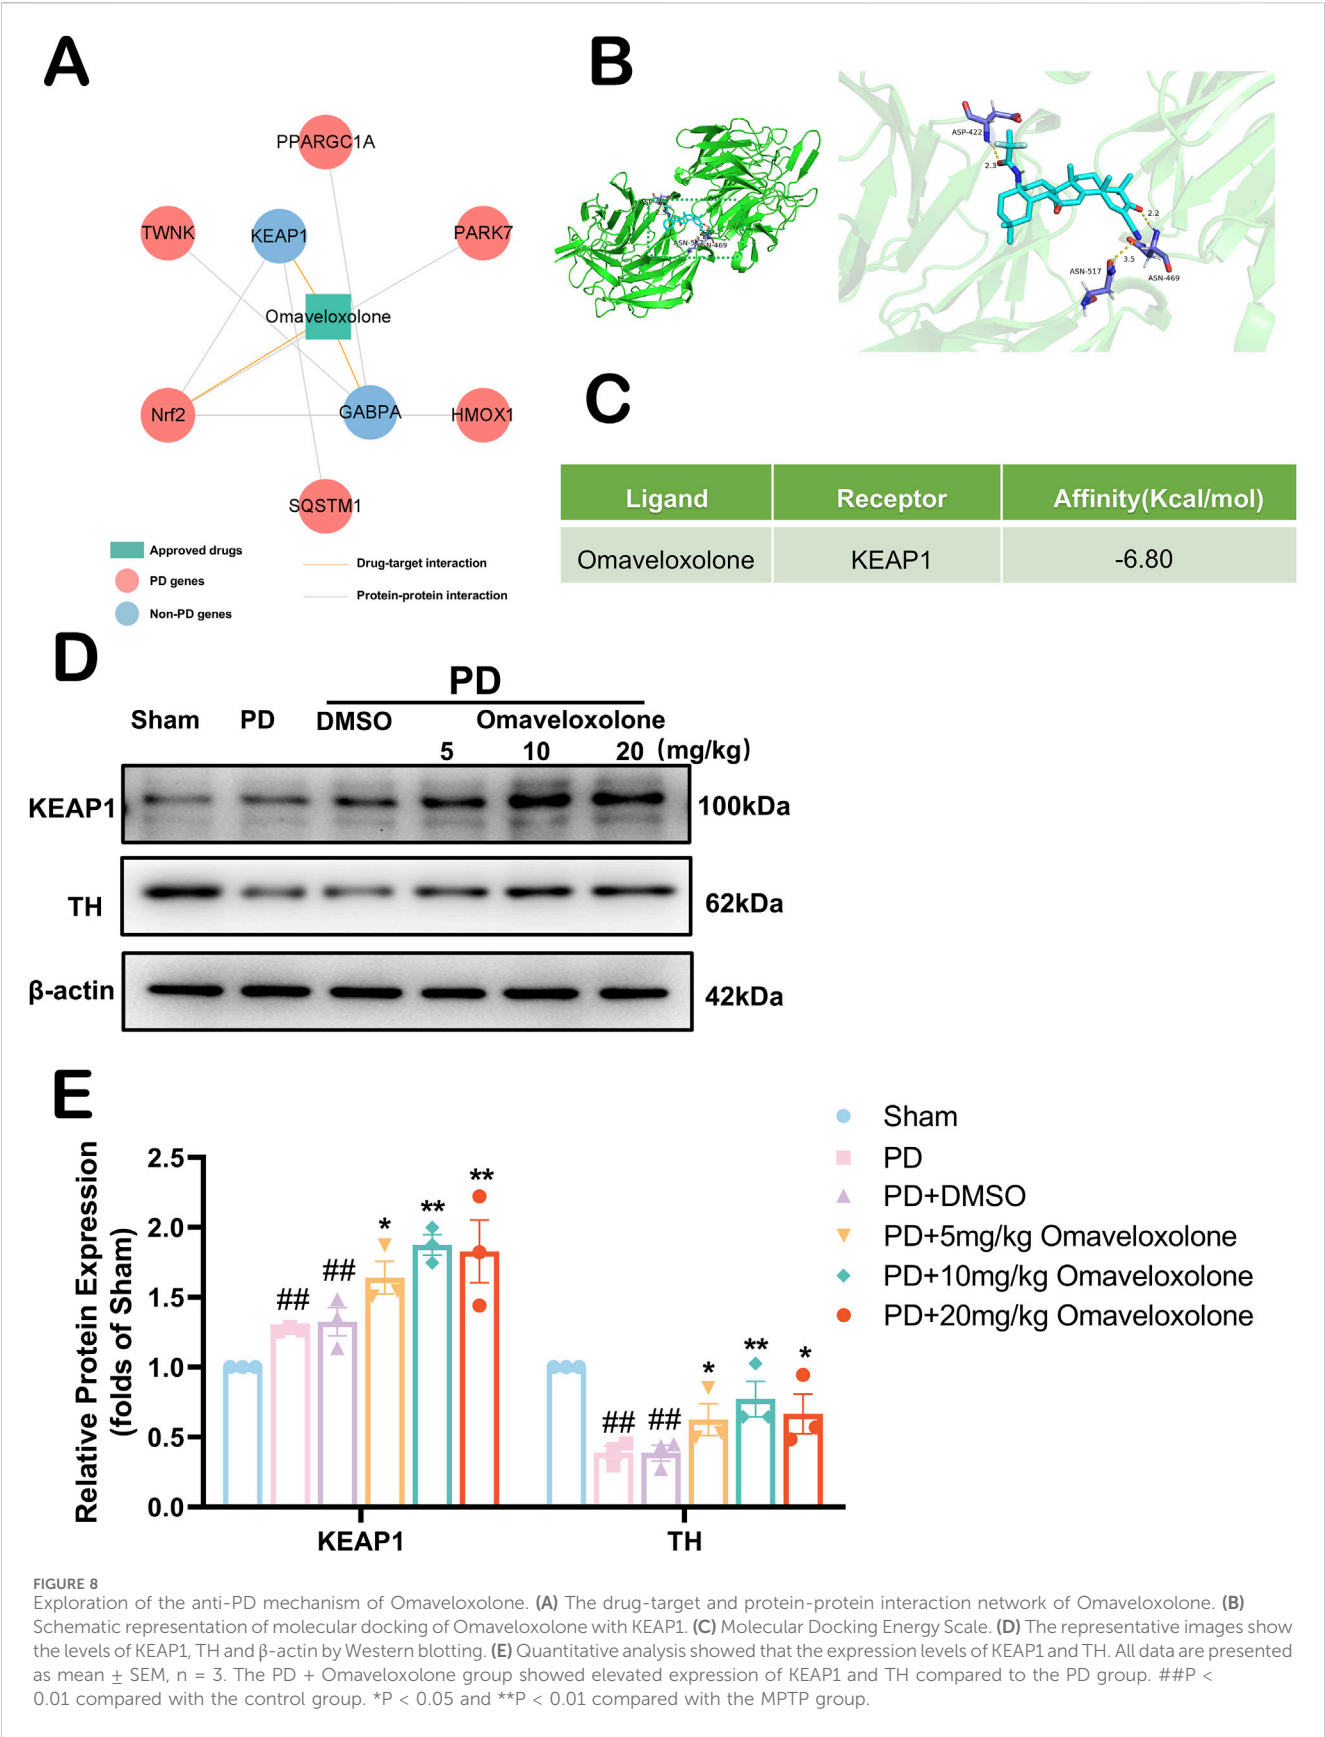 A
PPARGC1A
TWNK
KEAP1
PARK7
Omaveloxolone
Nrf2
GABPA
HMOX1
SQSTM1
Approved drugs
PD genes
Non-PD genes
Drug-target interaction
Protein-protein interaction
B
ASN-469
ASP-422
2.3
2.2
3.5
ASN-517
ASN-469
C
Ligand Receptor Affinity(Kcal/mol)
Omaveloxolone KEAP1 -6.80
D
PD
Sham PD DMSO Omaveloxolone
5 10 20 (mg/kg)
KEAP1 100kDa
TH 62kDa
β-actin 42kDa
E
Relative Protein Expression
(folds of Sham)
2.5
2.0
1.5
1.0
0.5
0.0
## ## * ** **
## ## * ** *
KEAP1 TH
Sham
PD
PD+DMSO
PD+5mg/kg Omaveloxolone
PD+10mg/kg Omaveloxolone
PD+20mg/kg Omaveloxolone
FIGURE 8
Exploration of the anti-PD mechanism of Omaveloxolone. (A) The drug-target and protein-protein interaction network of Omaveloxolone. (B)
Schematic representation of molecular docking of Omaveloxolone with KEAP1. (C) Molecular Docking Energy Scale. (D) The representative images show
the levels of KEAP1, TH and β-actin by Western blotting. (E) Quantitative analysis showed that the expression levels of KEAP1 and TH. All data are presented
as mean ± SEM, n = 3. The PD + Omaveloxolone group showed elevated expression of KEAP1 and TH compared to the PD group. ##P <
0.01 compared with the control group. *P < 0.05 and **P < 0.01 compared with the MPTP group.